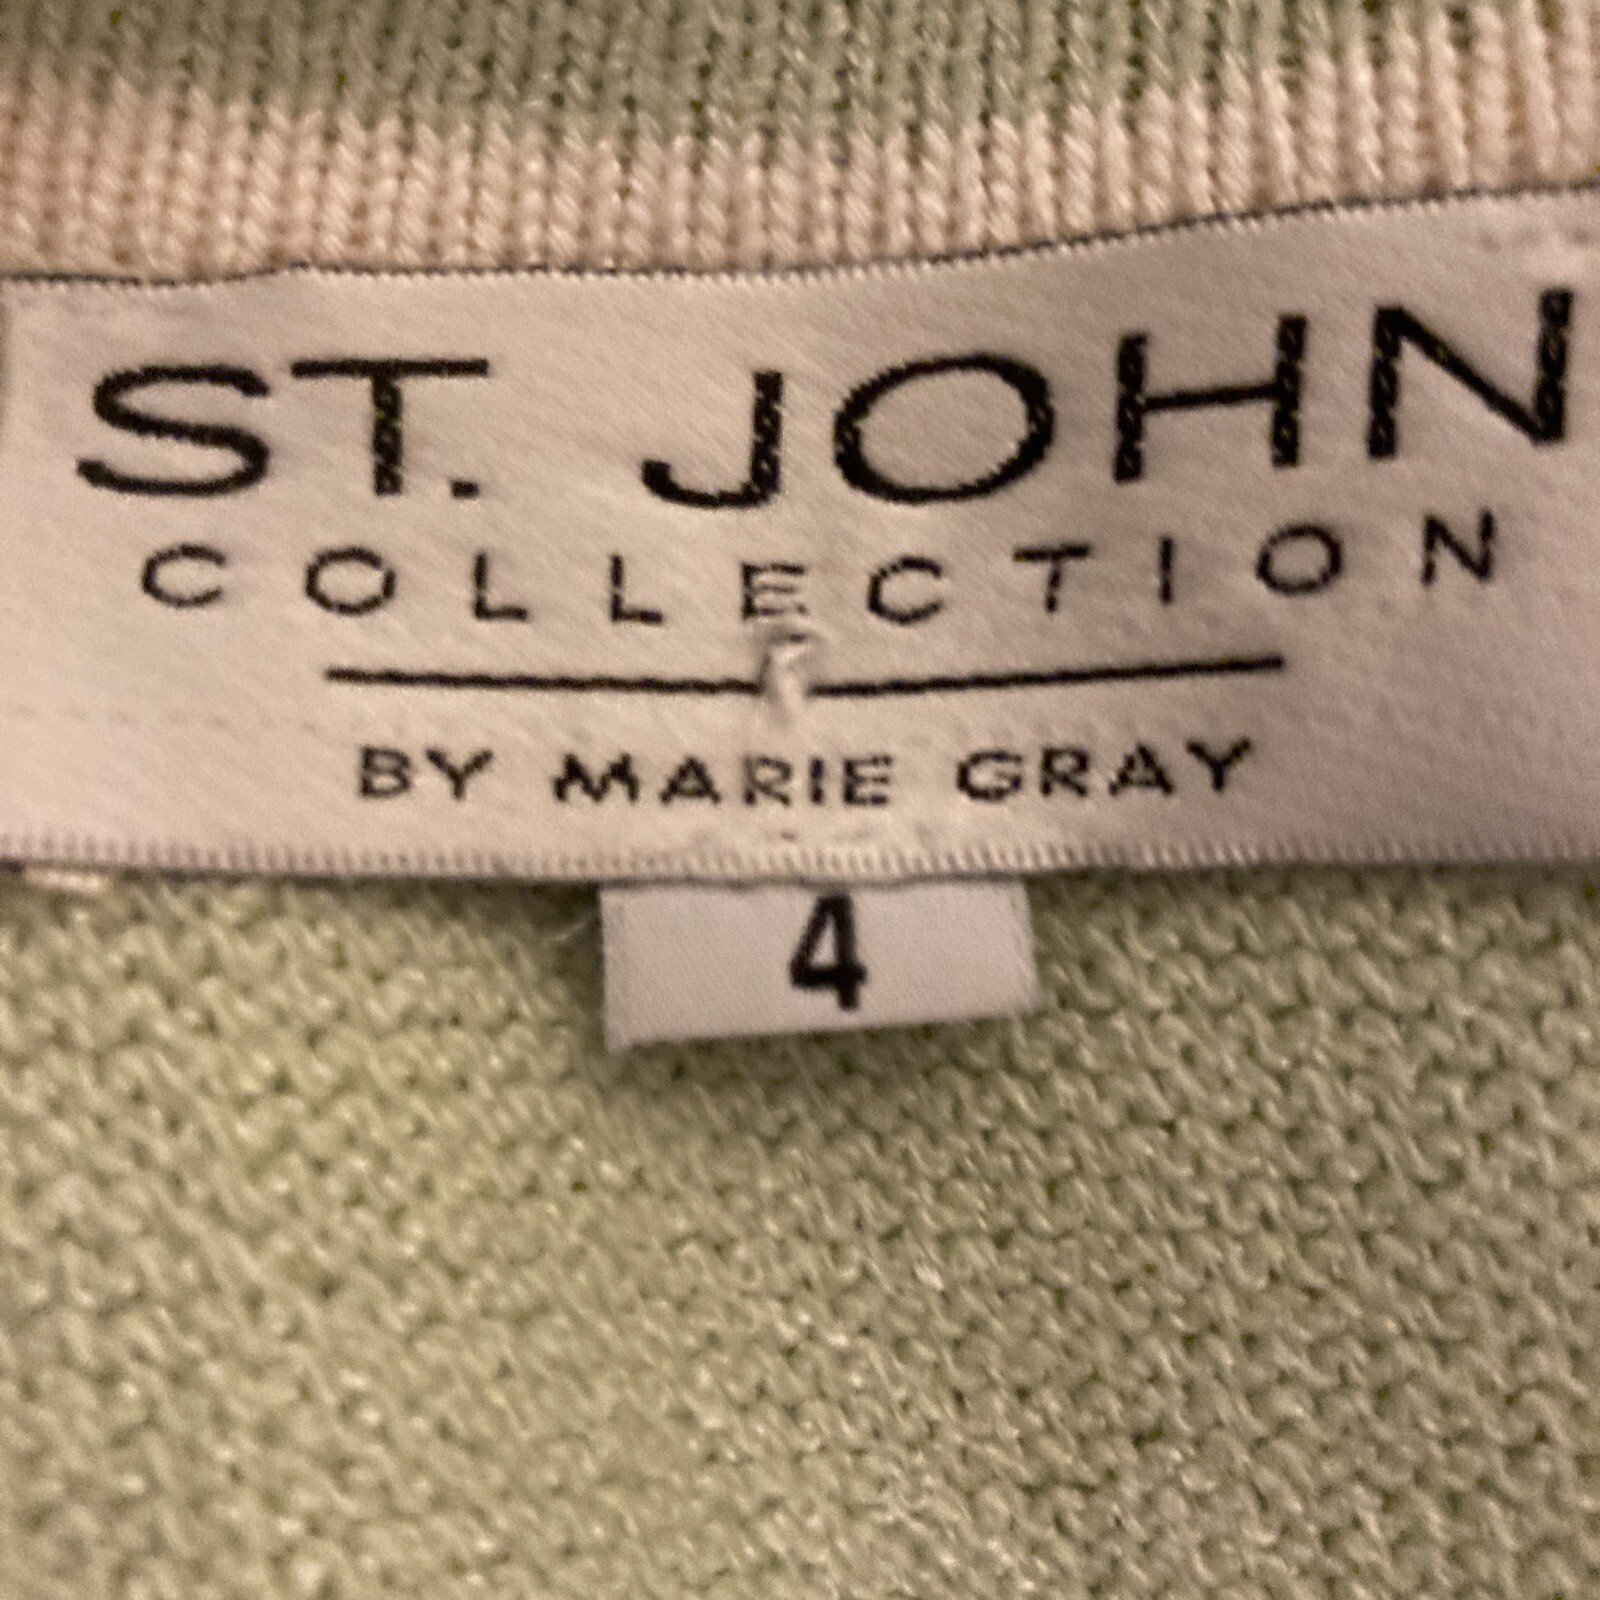 ST. JOHN
COLLECTION
BY MARIE GRAY
4